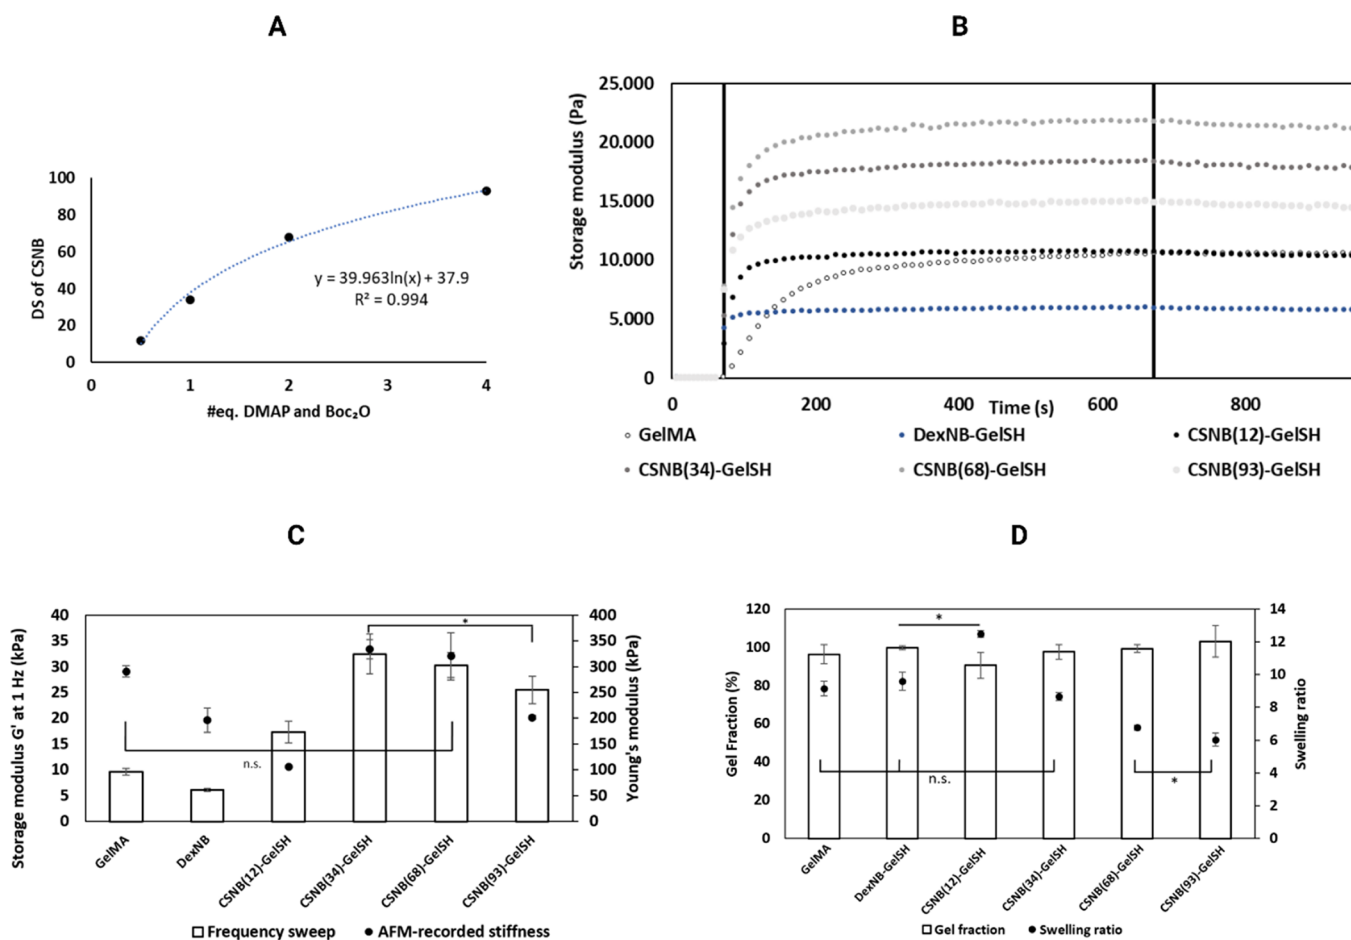 A
B
DS of CSNB
100
80
60
40
20
0
y = 39.963ln(x) + 37.9
R² = 0.994
0 1 2 3 4
#eq. DMAP and Boc₂O
Storage modulus (Pa)
25.000
20.000
15.000
10.000
5.000
0
0 200 400 600 800
Time (s)
GelMA DexNB-GelSH CSNB(12)-GelSH
CSNB(34)-GelSH CSNB(68)-GelSH CSNB(93)-GelSH
C
D
Storage modulus G' at 1 Hz (kPa)
40
35
30
25
20
15
10
5
0
*
n.s.
400
350
300
250
200
150
100
50
0
Young's modulus (kPa)
GelMA
DexNB
CSNB(12)-GelSH
CSNB(34)-GelSH
CSNB(68)-GelSH
CSNB(93)-GelSH
Frequency sweep AFM-recorded stiffness
Gel Fraction (%)
120
100
80
60
40
20
0
*
n.s.
*
14
12
10
8
6
4
2
0
Swelling ratio
GelMA
DexNB-GelSH
CSNB(12)-GelSH
CSNB(34)-GelSH
CSNB(68)-GelSH
CSNB(93)-GelSH
Gel fraction Swelling ratio